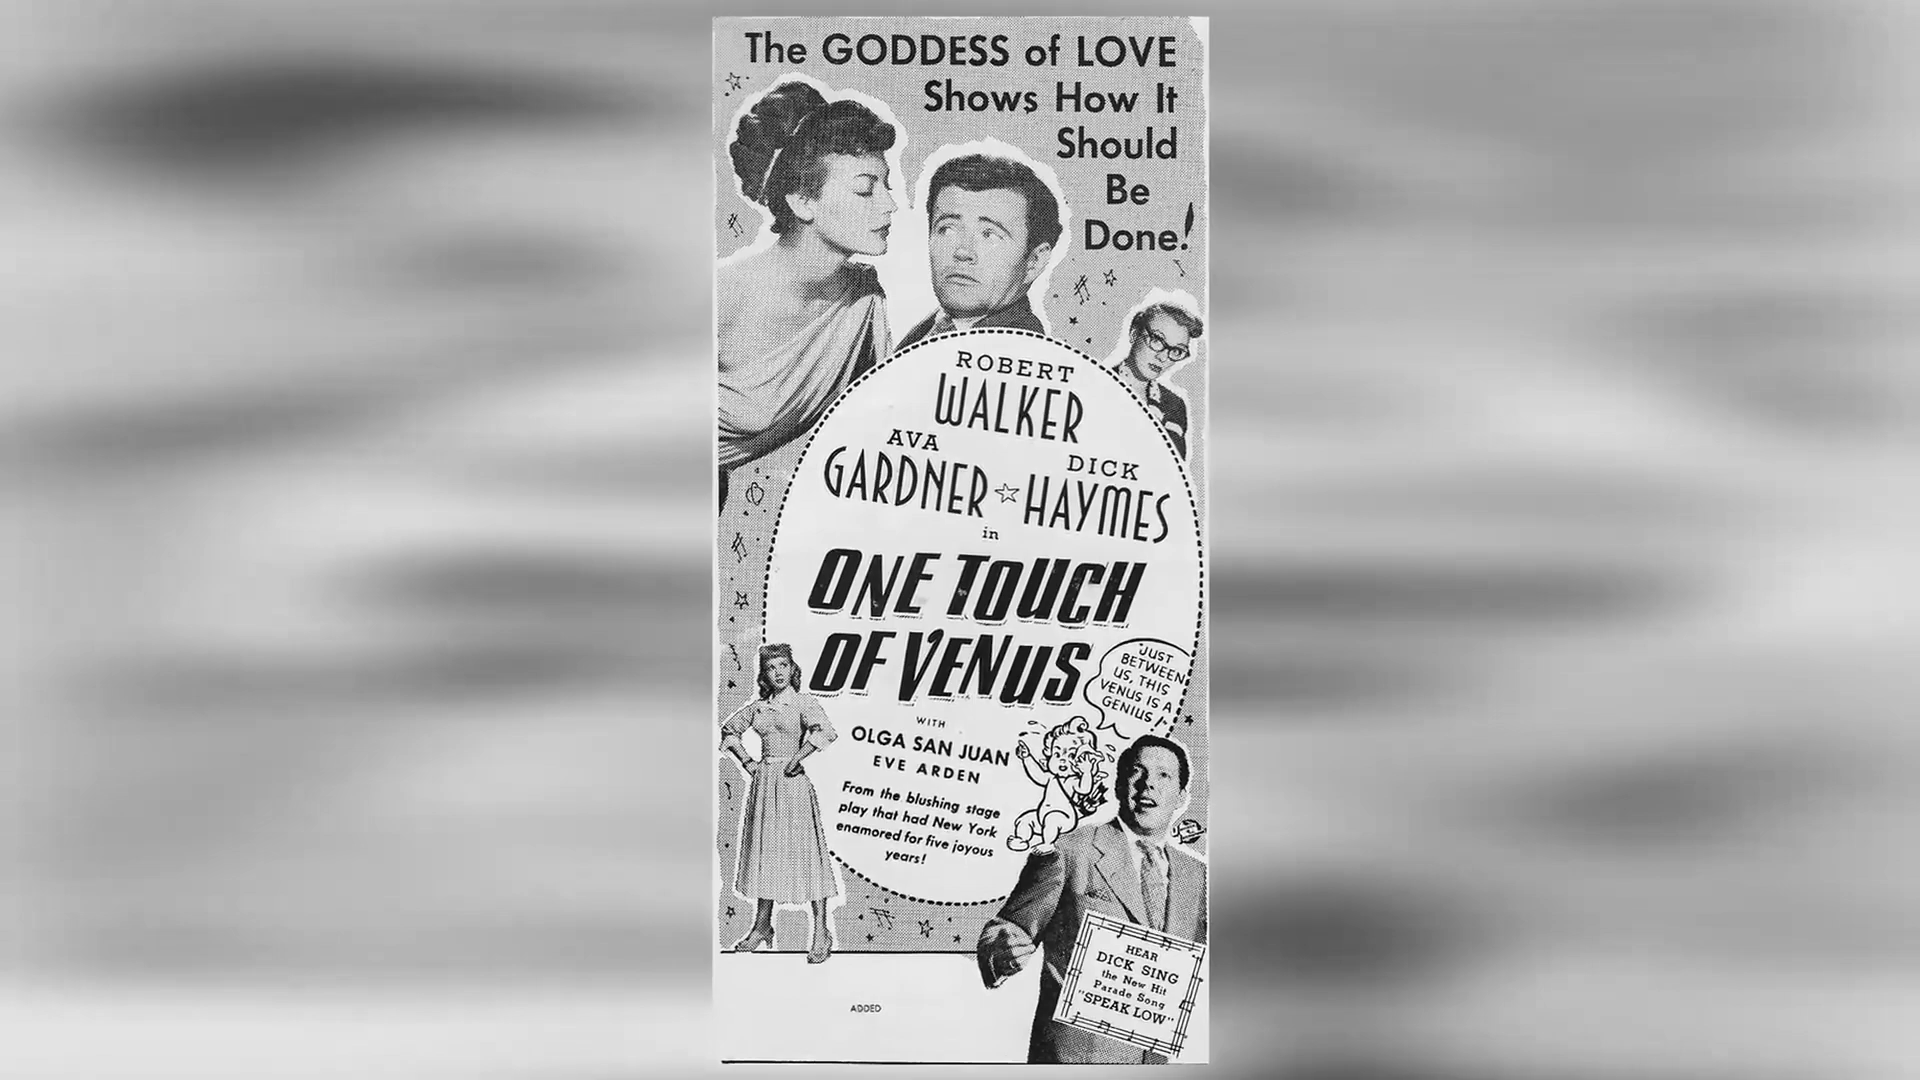 The GODDESS of LOVE
Shows How It
Should
Be
Done!
ROBERT
WALKER
AVA
GARDNER
DICK
HAYMES
in
ONE TOUCH
OF VENUS
"JUST
BETWEEN
US, THIS
VENUS IS A
GENIUS!"
WITH
OLGA SAN JUAN
EVE ARDEN
From the blushing stage
play that had New York
enamored for five joyous
years!
HEAR
DICK SING
the New Hit
Parade Song
"SPEAK LOW"
ADDED